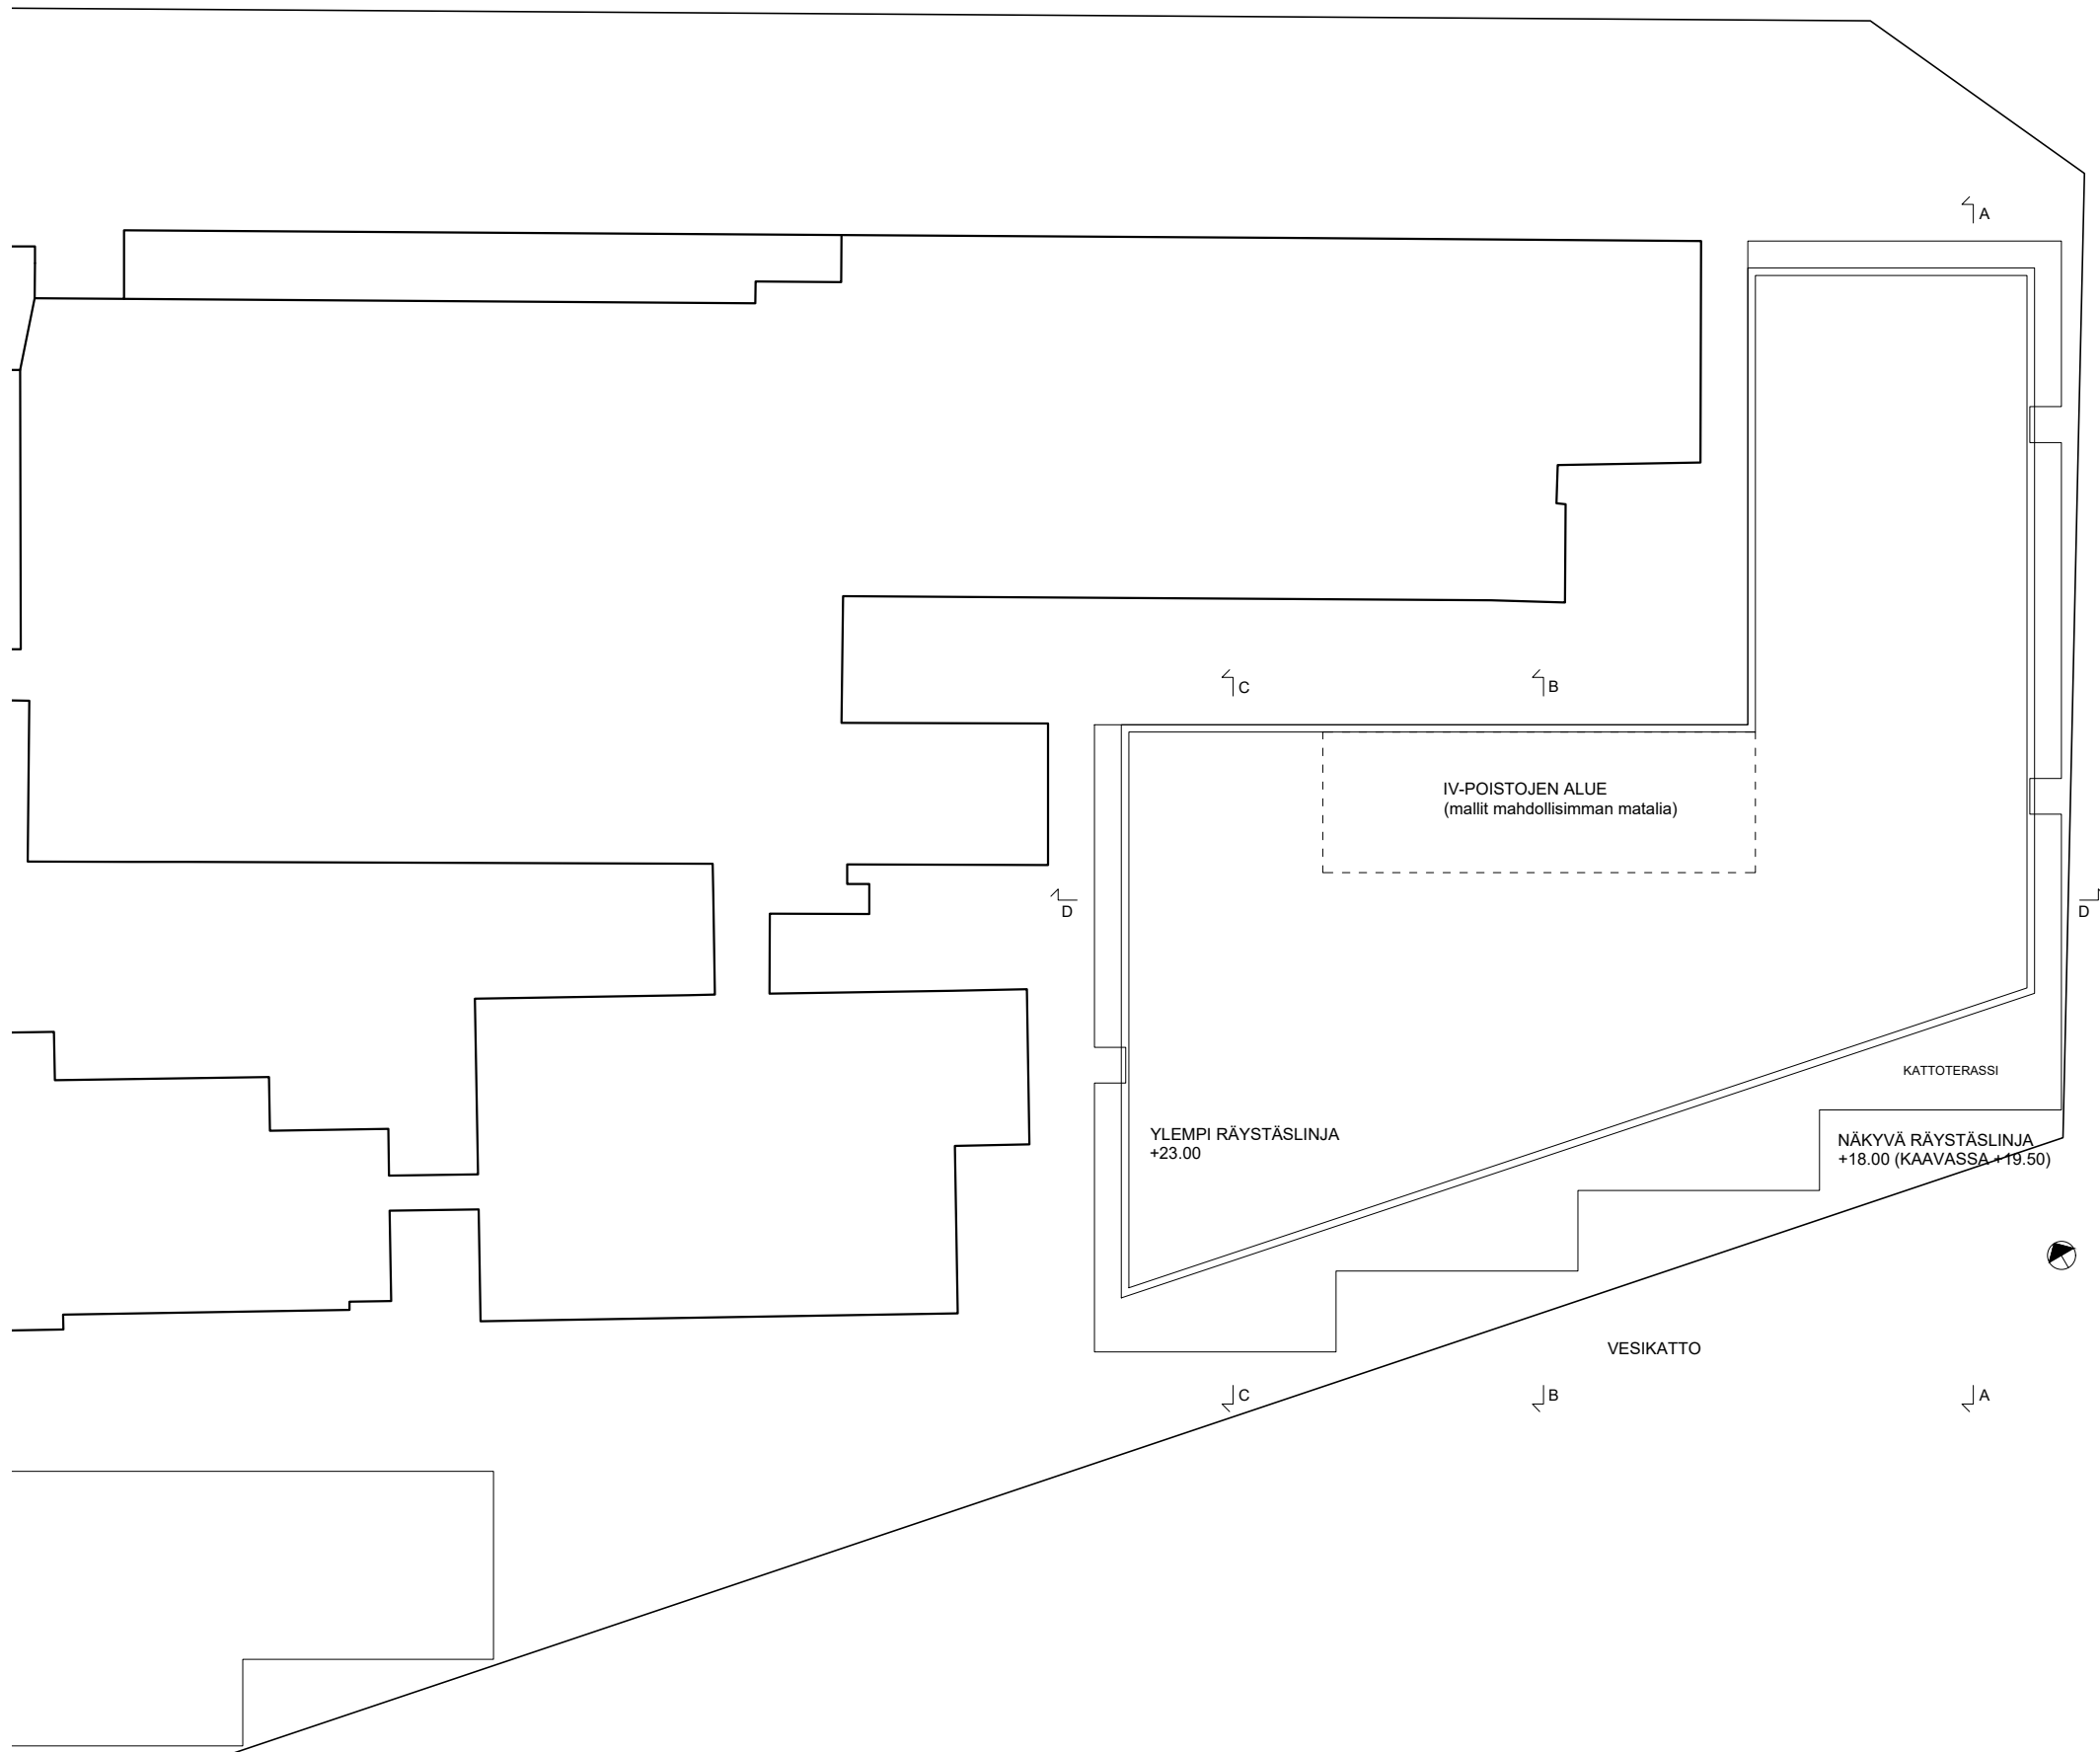 A
C
B
IV-POISTOJEN ALUE
(mallit mahdollisimman matalia)
D
D
KATTOTERASSI
YLEMPI RÄYSTÄSLINJA
+23.00
NÄKYVÄ RÄYSTÄSLINJA
+18.00 (KAAVASSA +19.50)
VESIKATTO
C
B
A